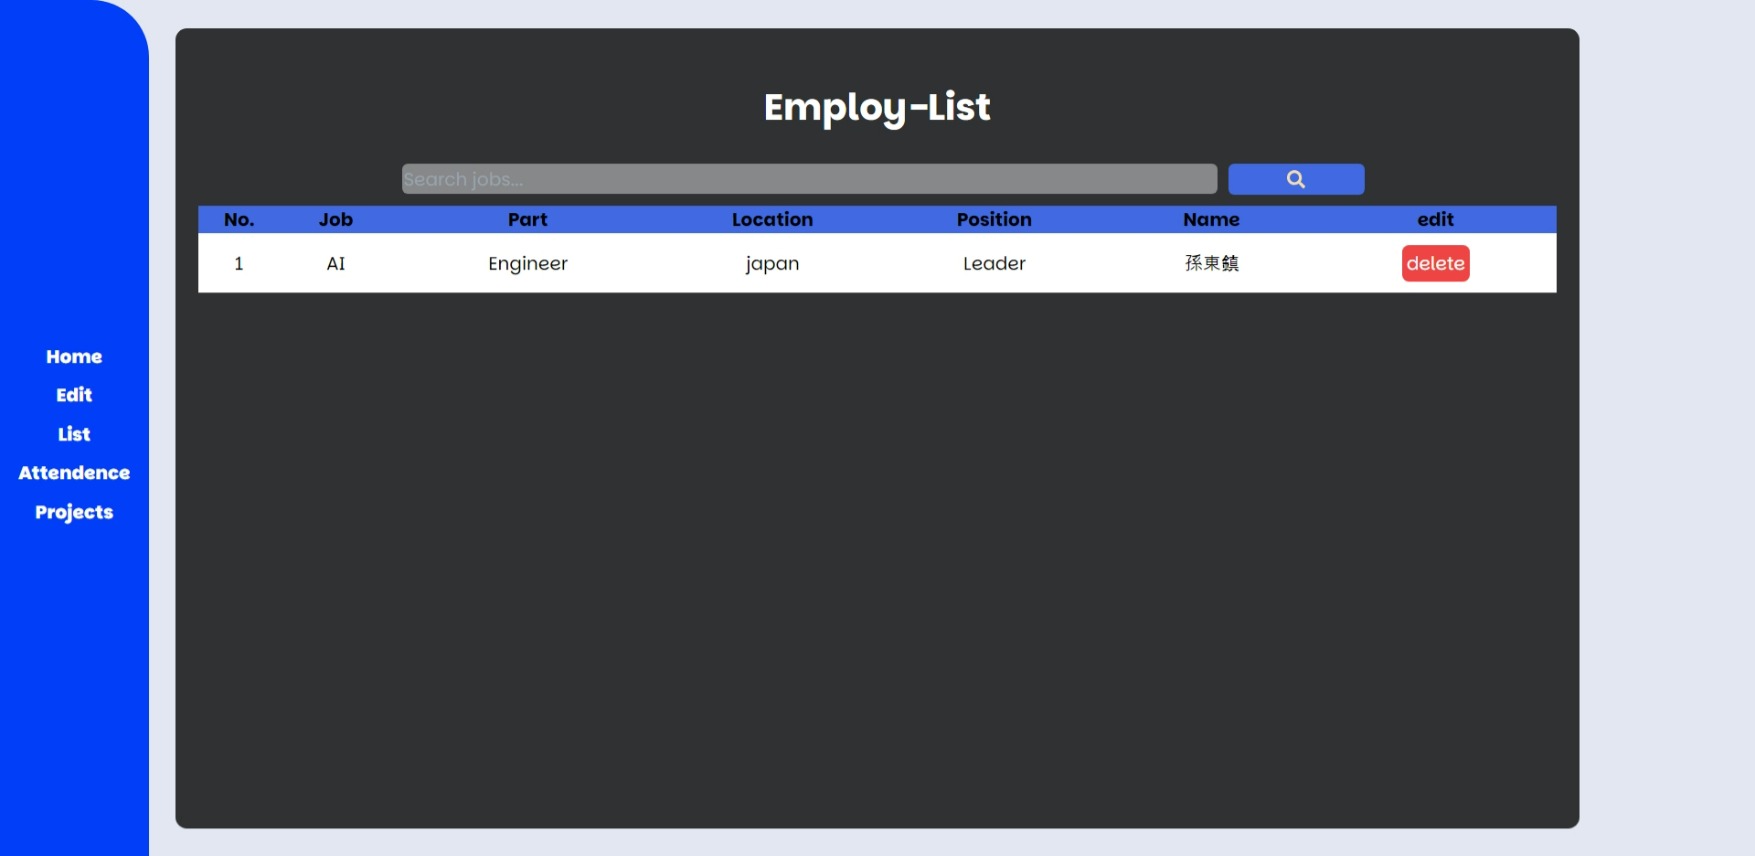 Employ-List
Search jobs...
No. Job Part Location Position Name edit
1 AI Engineer japan Leader 孫東鎮 delete
Home
Edit
List
Attendence
Projects